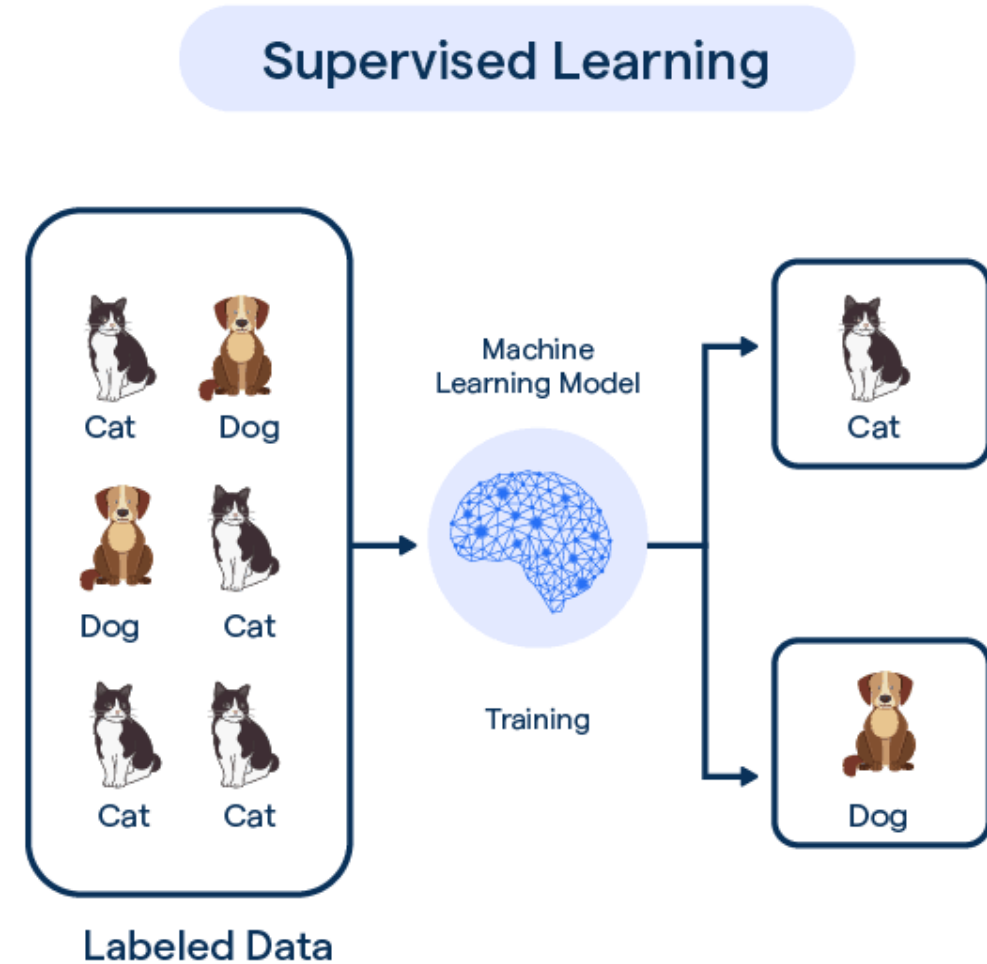 Supervised Learning
Cat Dog
Dog Cat
Cat Cat
Labeled Data
Machine
Learning Model
Training
Cat
Dog